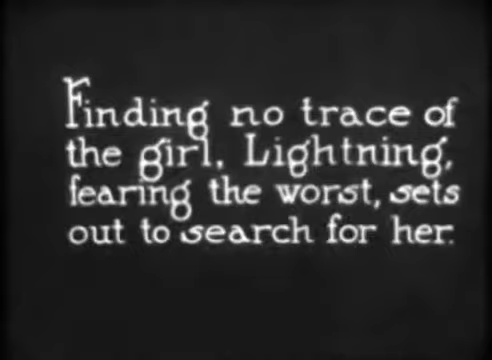 Finding no trace of
the girl, Lightning,
fearing the worst, sets
out to search for her.